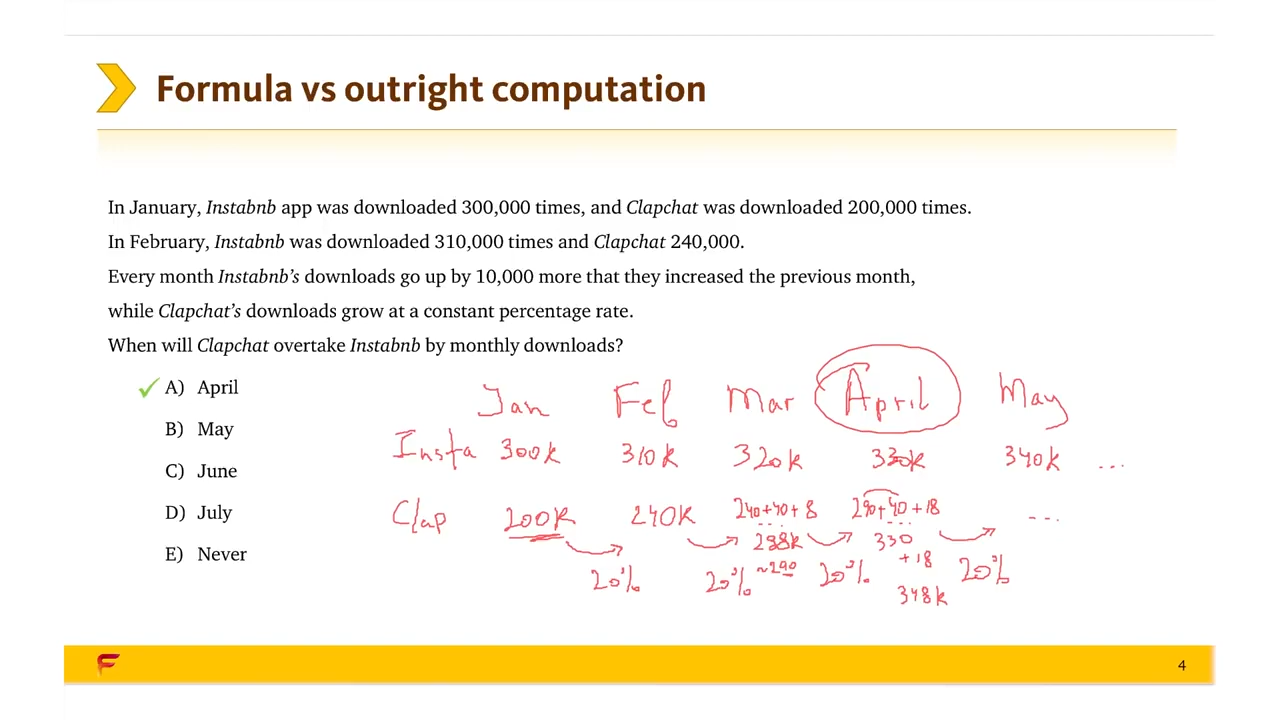 Formula vs outright computation
In January, Instabnb app was downloaded 300,000 times, and Clapchat was downloaded 200,000 times.
In February, Instabnb was downloaded 310,000 times and Clapchat 240,000.
Every month Instabnb's downloads go up by 10,000 more that they increased the previous month,
while Clapchat's downloads grow at a constant percentage rate.
When will Clapchat overtake Instabnb by monthly downloads?
A) April
B) May
C) June
D) July
E) Never
Jan Feb Mar April May
Insta 300k 310k 320k 330k 340k ...
Clap 200k 240k 240+40+8 290+40+18 ...
288k 330
20% 20% ~290 20% +18 20%
348k
F
4